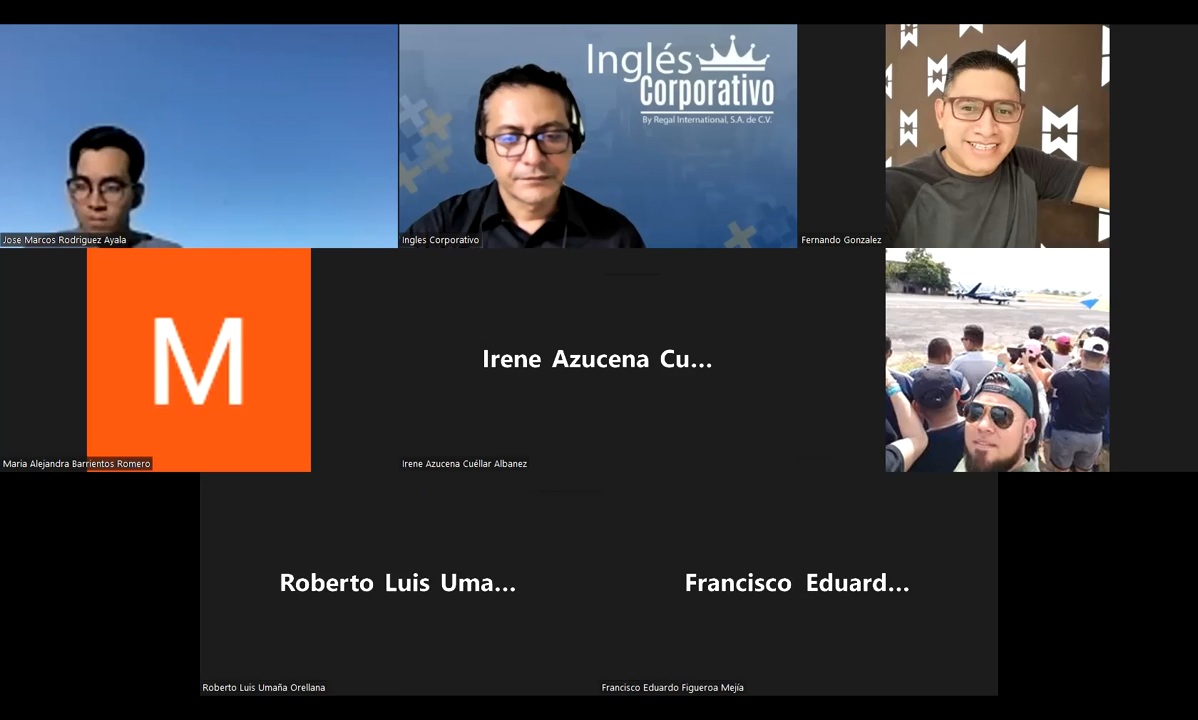 Inglés
Corporativo
By Regal International, S.A. de C.V.
Jose Marcos Rodriguez Ayala
Ingles Corporativo
Fernando Gonzalez
M
Irene Azucena Cu...
Maria Alejandra Barrientos Romero
Irene Azucena Cuéllar Albanez
Roberto Luis Uma...
Francisco Eduard...
Roberto Luis Umaña Orellana
Francisco Eduardo Figueroa Mejía